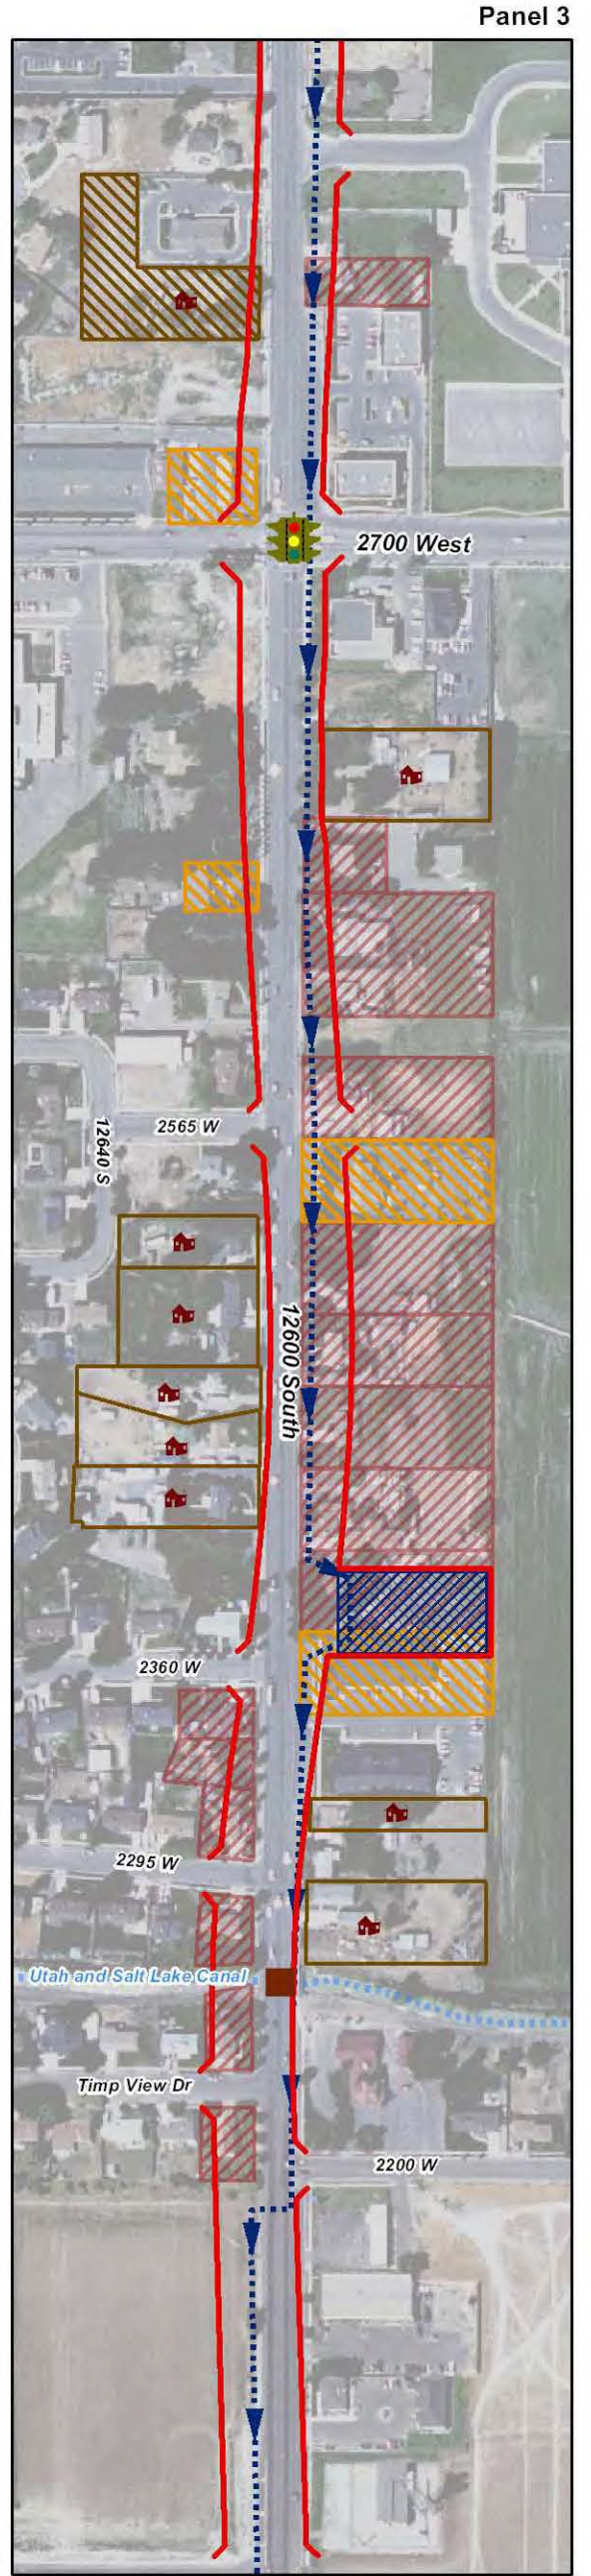 Panel 3
2700 West
2565 W
12640 S
12600 South
2360 W
2295 W
Utah and Salt Lake Canal
Timp View Dr
2200 W